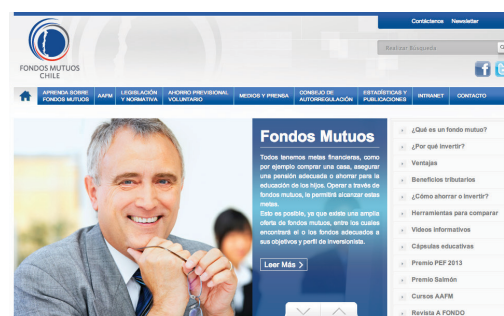 Contáctenos Newsletter
Realizar Búsqueda
FONDOS MUTUOS
CHILE
APRENDA SOBRE
FONDOS MUTUOS
AAFM
LEGISLACIÓN
Y NORMATIVA
AHORRO PREVISIONAL
VOLUNTARIO
MEDIOS Y PRENSA
CONSEJO DE
AUTORREGULACIÓN
ESTADÍSTICAS Y
PUBLICACIONES
INTRANET
CONTACTO
Fondos Mutuos
Todos tenemos metas financieras, como
por ejemplo comprar una casa, asegurar
una pensión adecuada o ahorrar para la
educación de los hijos. Operar a través de
fondos mutuos, le permitirá alcanzar estas
metas.
Esto es posible, ya que existe una amplia
oferta de fondos mutuos, entre los cuales
encontrará el o los fondos adecuados a
sus objetivos y perfil de inversionista.
Leer Más >
¿Qué es un fondo mutuo?
¿Por qué invertir?
Ventajas
Beneficios tributarios
¿Cómo ahorrar o invertir?
Herramientas para comparar
Videos informativos
Cápsulas educativas
Premio PEF 2013
Premio Salmón
Cursos AAFM
Revista A FONDO